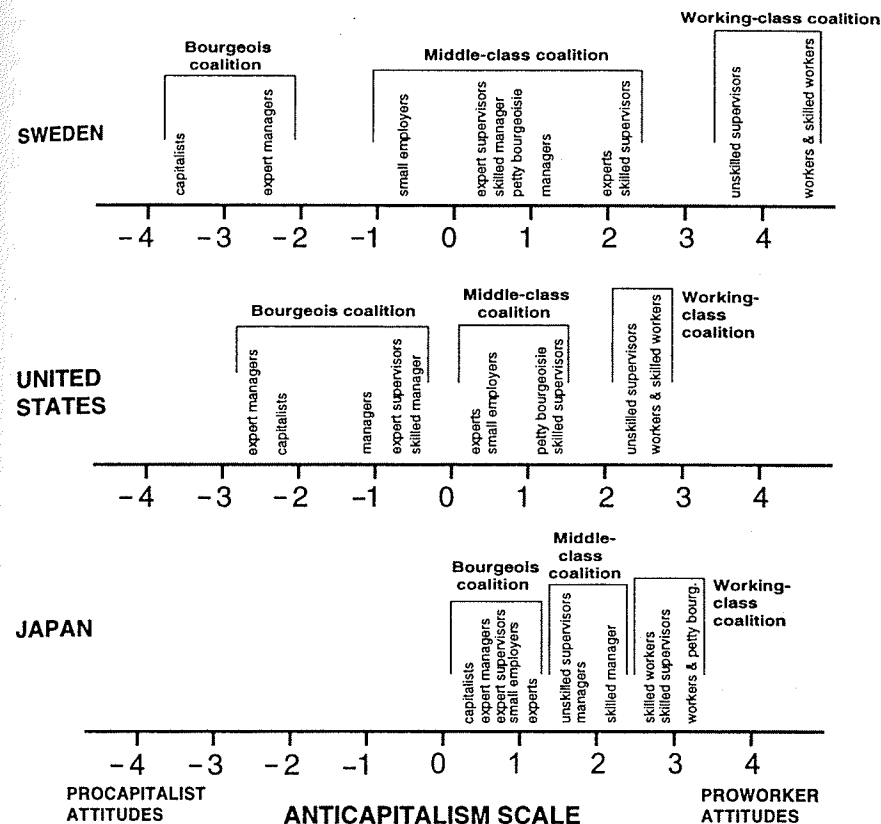 Working-class coalition
Bourgeois
coalition
Middle-class coalition
SWEDEN
capitalists
expert managers
small employers
expert supervisors
skilled manager
petty bourgeoisie
managers
experts
skilled supervisors
unskilled supervisors
workers & skilled workers
−4 −3 −2 −1 0 1 2 3 4
Bourgeois coalition
Middle-class
coalition
Working-
class
coalition
UNITED
STATES
expert managers
capitalists
managers
expert supervisors
skilled manager
experts
small employers
petty bourgeoisie
skilled supervisors
unskilled supervisors
workers & skilled workers
−4 −3 −2 −1 0 1 2 3 4
Bourgeois
coalition
Middle-
class
coalition
Working-
class
coalition
JAPAN
capitalists
expert managers
expert supervisors
small employers
experts
unskilled supervisors
managers
skilled manager
skilled workers
skilled supervisors
workers & petty bourg.
−4 −3 −2 −1 0 1 2 3 4
PROCAPITALIST
ATTITUDES
ANTICAPITALISM SCALE
PROWORKER
ATTITUDES